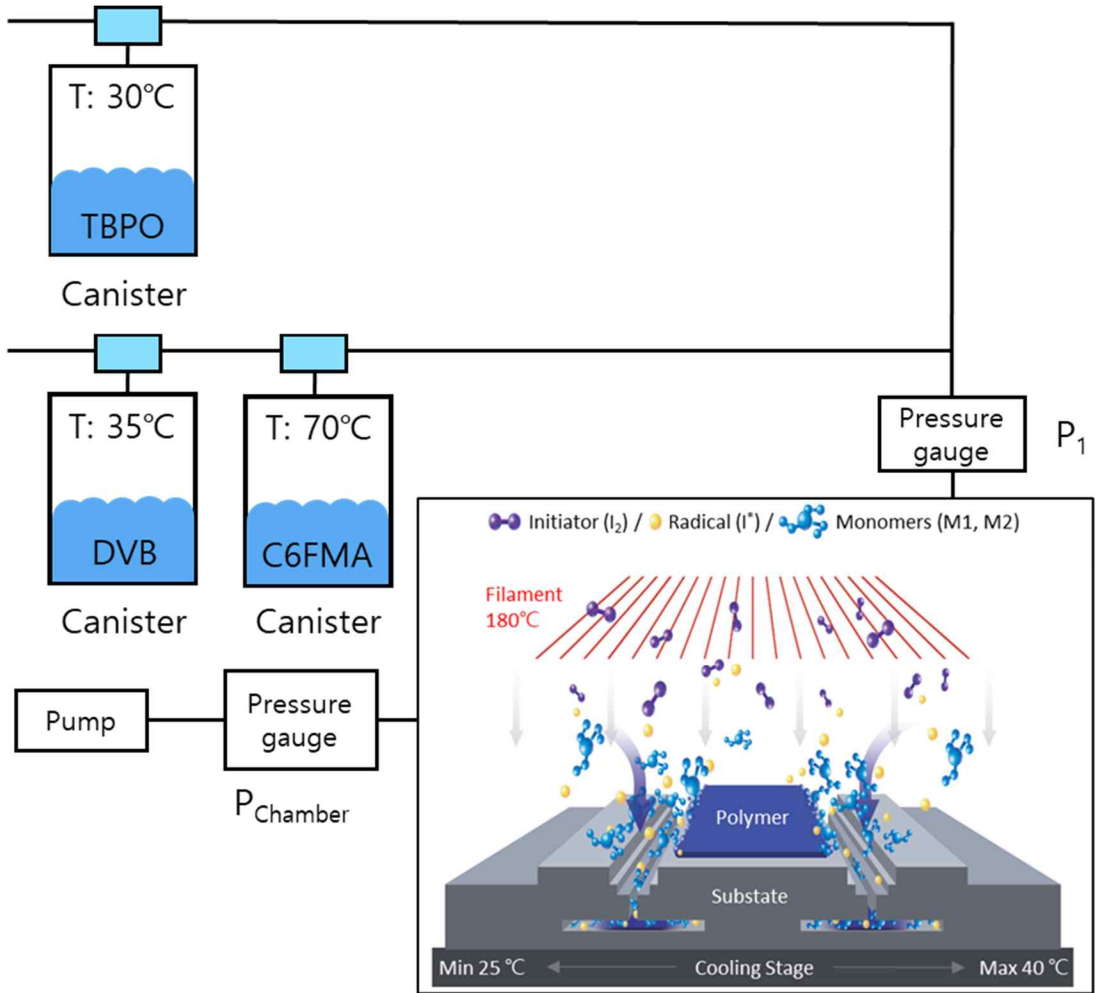 T: 30℃
TBPO
Canister
T: 35℃
T: 70℃
DVB
C6FMA
Canister
Canister
Pressure
gauge
P1
Initiator (I2) / Radical (I*) / Monomers (M1, M2)
Filament
180℃
Pump
Pressure
gauge
PChamber
Polymer
Substate
Min 25 ℃
Cooling Stage
Max 40 ℃